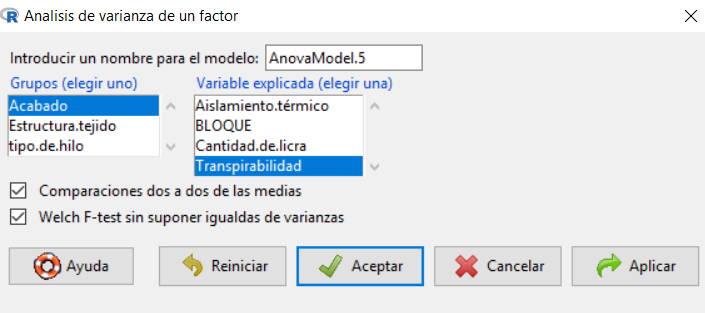 Analisis de varianza de un factor
Introducir un nombre para el modelo: AnovaModel.5
Grupos (elegir uno) Variable explicada (elegir una)
Acabado
Estructura.tejido
tipo.de.hilo
Aislamiento.térmico
BLOQUE
Cantidad.de.licra
Transpirabilidad
Comparaciones dos a dos de las medias
Welch F-test sin suponer igualdas de varianzas
Ayuda Reiniciar Aceptar Cancelar Aplicar